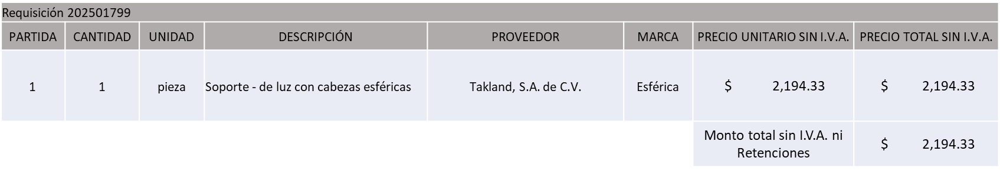 Requisición 202501799
PARTIDA CANTIDAD UNIDAD DESCRIPCIÓN PROVEEDOR MARCA PRECIO UNITARIO SIN I.V.A. PRECIO TOTAL SIN I.V.A.
1 1 pieza Soporte - de luz con cabezas esféricas Takland, S.A. de C.V. Esférica $ 2,194.33 $ 2,194.33
Monto total sin I.V.A. ni
Retenciones
$ 2,194.33